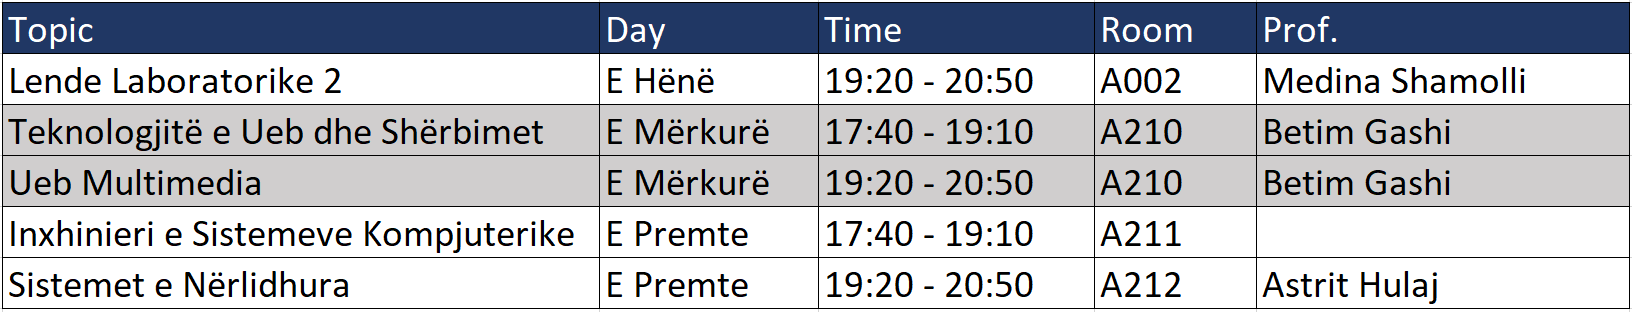 Topic Day Time Room Prof.
Lende Laboratorike 2 E Hënë 19:20 - 20:50 A002 Medina Shamolli
Teknologjitë e Ueb dhe Shërbimet E Mërkurë 17:40 - 19:10 A210 Betim Gashi
Ueb Multimedia E Mërkurë 19:20 - 20:50 A210 Betim Gashi
Inxhinieri e Sistemeve Kompjuterike E Premte 17:40 - 19:10 A211
Sistemet e Nërlidhura E Premte 19:20 - 20:50 A212 Astrit Hulaj